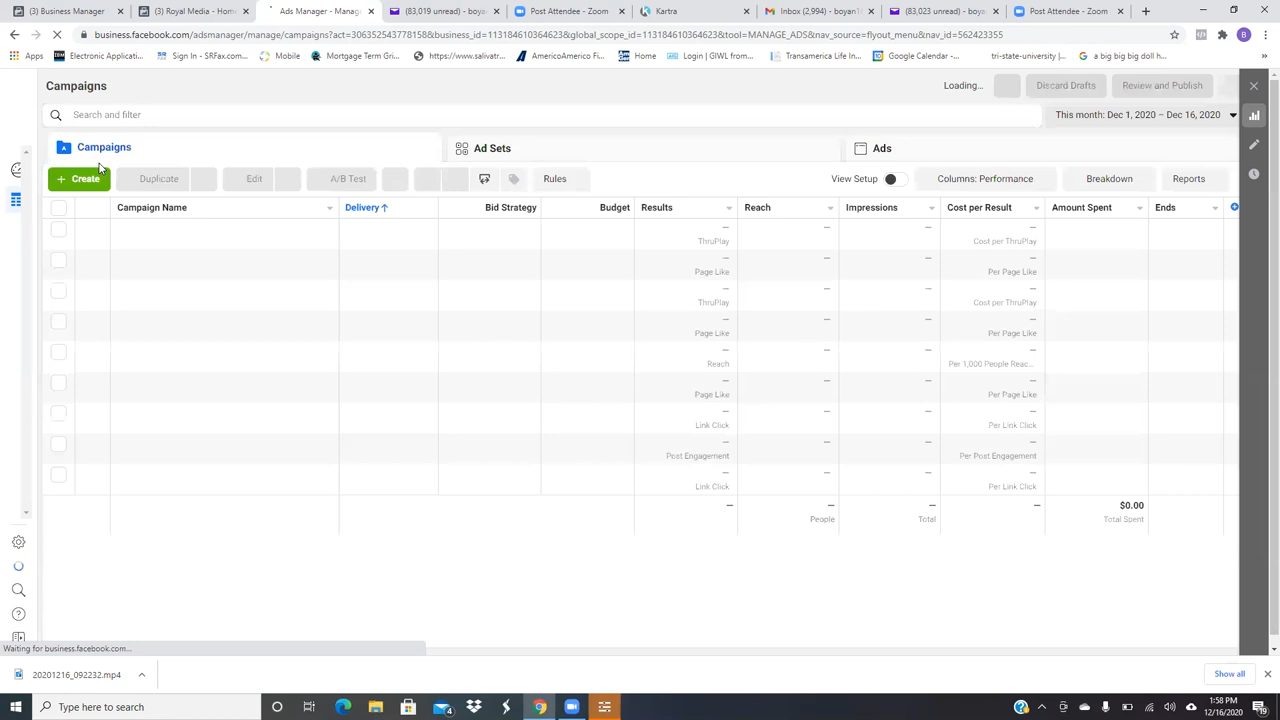 (3) Business Manager
(3) Royal Media - Hom
Ads Manager - Manage
(83,019 unread) - boyan
Post Attendee - Zoom
Kartra
Inbox (2,994) - boyan18
(83,023 unread) - boya
Post Attendee - Zoom
business.facebook.com/adsmanager/manage/campaigns?act=306352543778158&business_id=113184610364623&global_scope_id=113184610364623&tool=MANAGE_ADS&nav_source=flyout_menu&nav_id=562423355
B
Apps
Electronic Applicati...
Sign In - SRFax.com...
Mobile
Mortgage Term Gri...
https://www.salivatr...
AmericoAmerico Fi...
Home
Login | GIWL from...
Transamerica Life In...
Google Calendar -...
tri-state-university |...
a big big big doll h...
Campaigns
Loading...
Discard Drafts
Review and Publish
Search and filter
This month: Dec 1, 2020 – Dec 16, 2020
Campaigns
Ad Sets
Ads
+ Create
Duplicate
Edit
A/B Test
Rules
View Setup
Columns: Performance
Breakdown
Reports
Campaign Name
Delivery ↑
Bid Strategy
Budget
Results
Reach
Impressions
Cost per Result
Amount Spent
Ends
— — — —
ThruPlay
Cost per ThruPlay
— — — —
Page Like
Per Page Like
— — — —
ThruPlay
Cost per ThruPlay
— — — —
Page Like
Per Page Like
— — — —
Reach
Per 1,000 People Reac...
— — — —
Page Like
Per Page Like
— — — —
Link Click
Per Link Click
— — — —
Post Engagement
Per Post Engagement
— — — —
Link Click
Per Link Click
— — — — $0.00
People
Total
Total Spent
Waiting for business.facebook.com...
20201216_092232.mp4
Show all
Type here to search
1:58 PM
12/16/2020
19